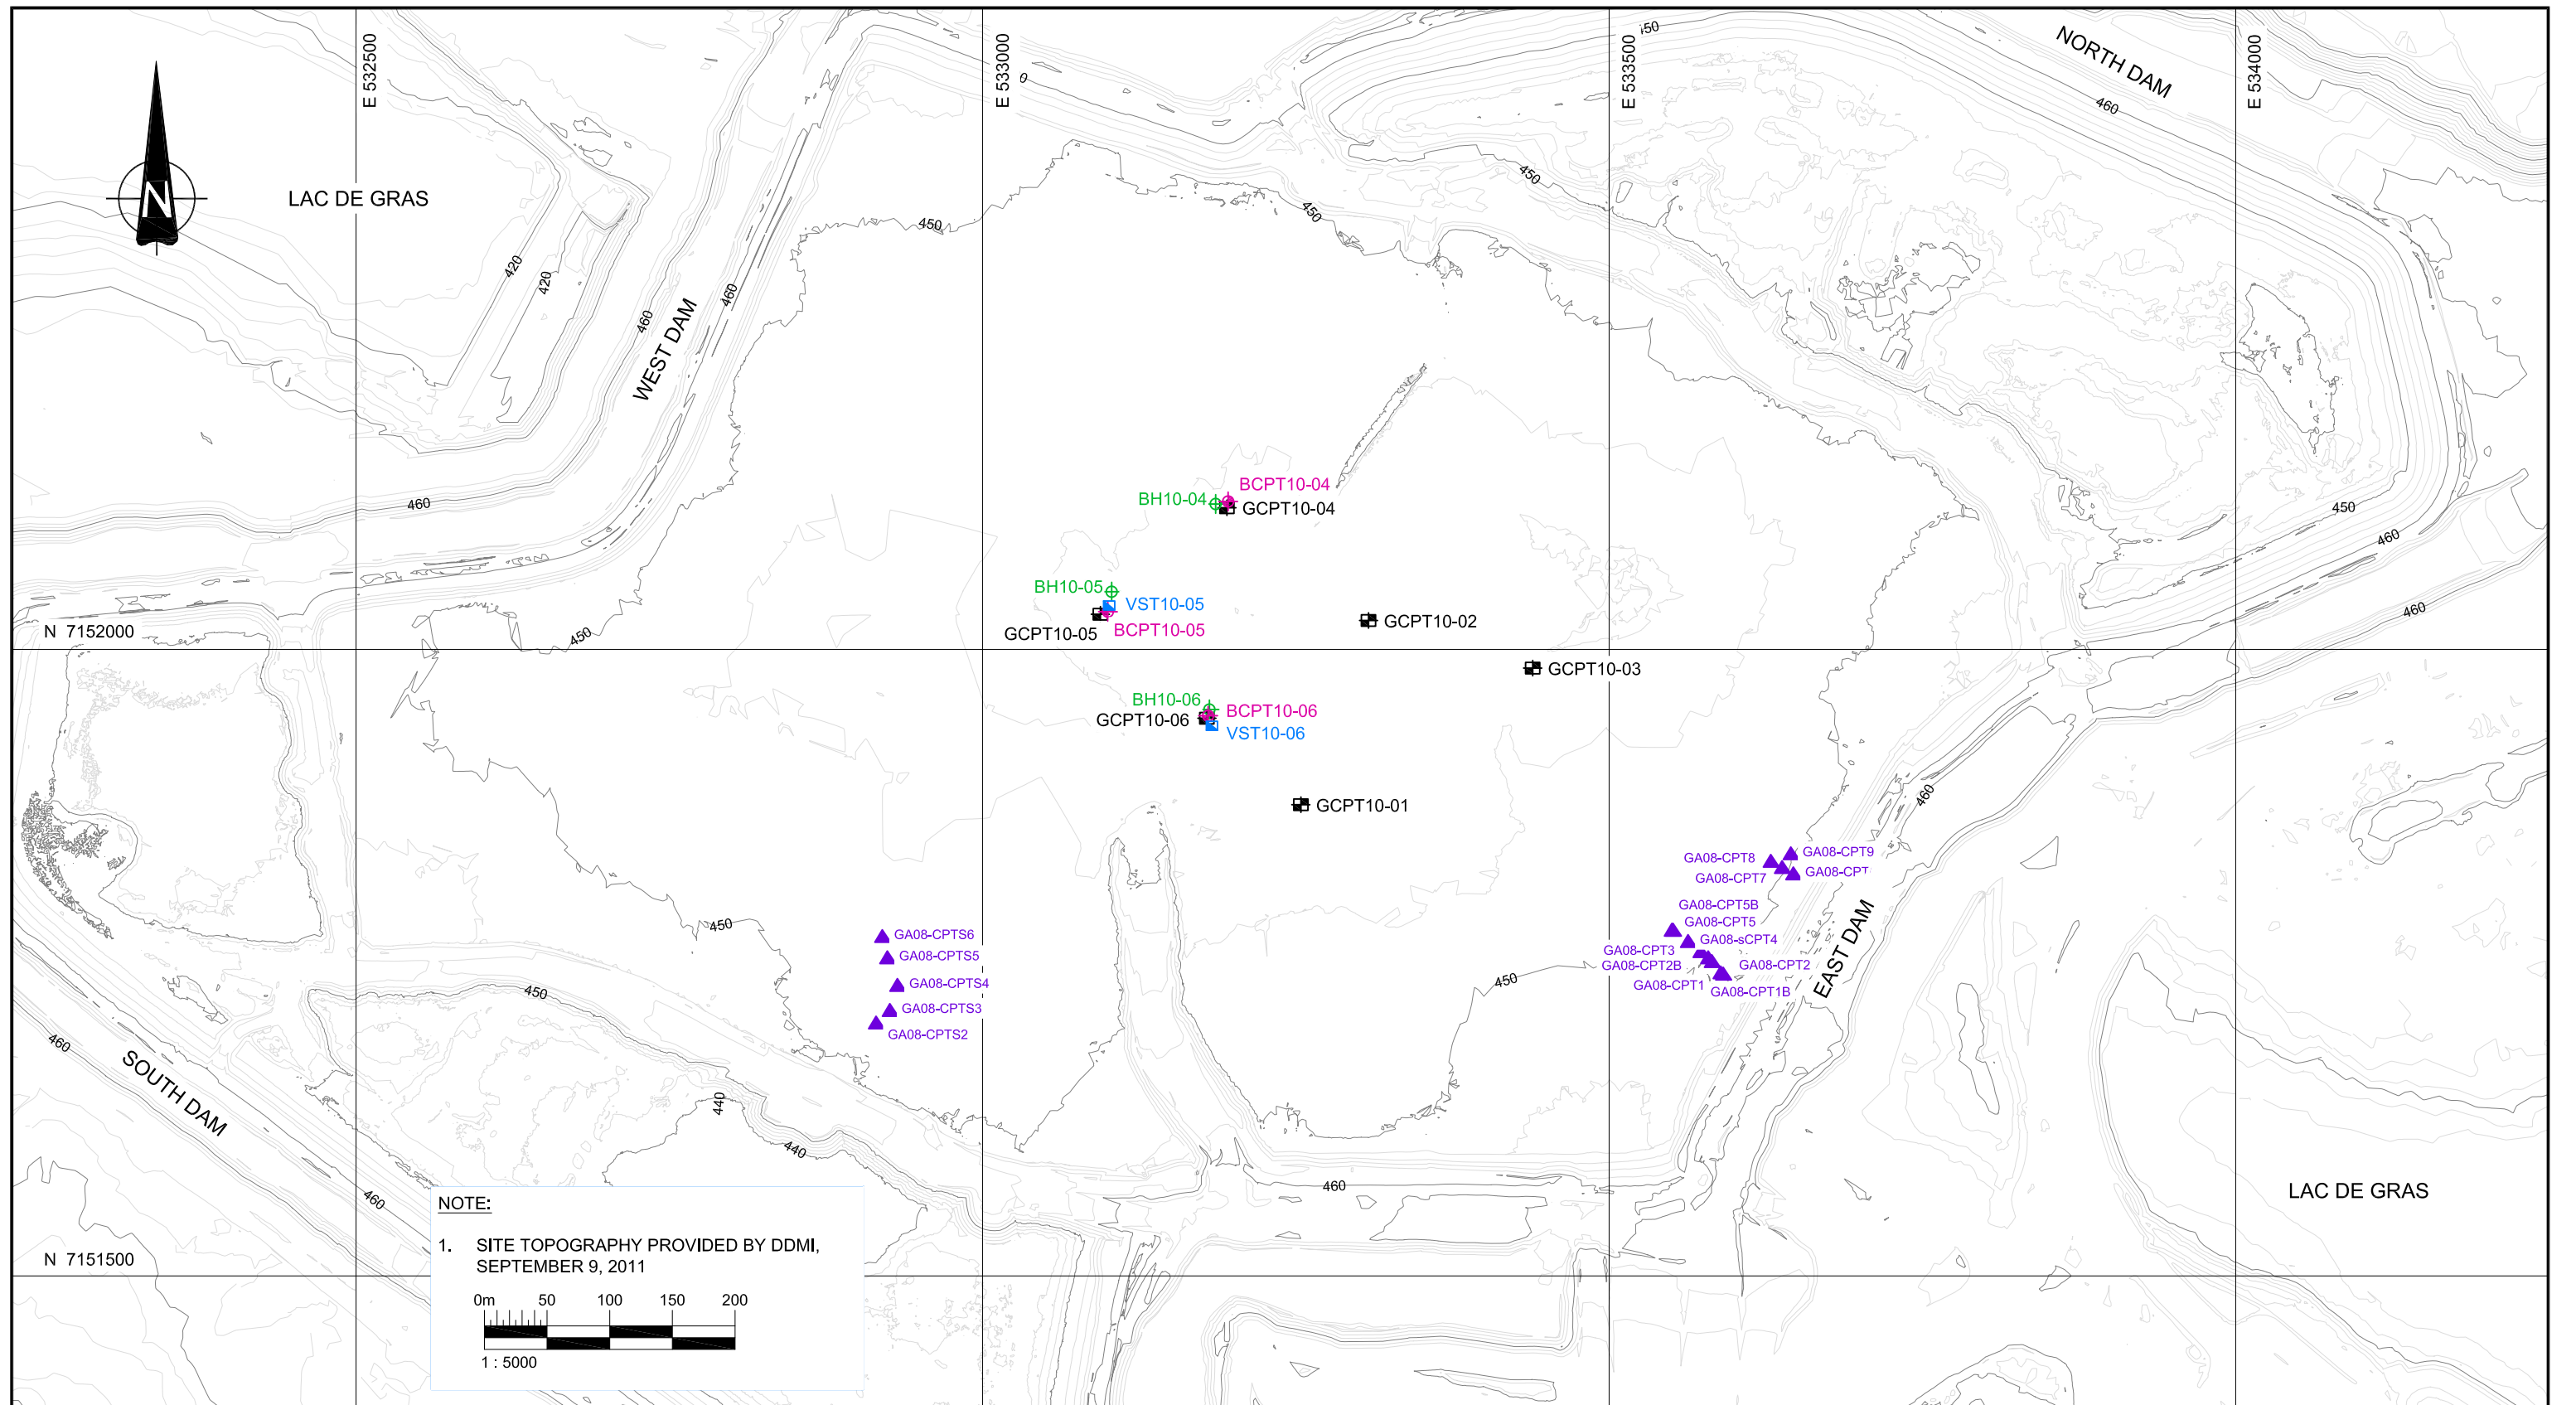 E 532500
E 533000
E 533500
E 534000
450
0
NORTH DAM
460
N
LAC DE GRAS
450
450
450
420
420
460
460
WEST DAM
460
BCPT10-04
BH10-04
GCPT10-04
450
460
BH10-05
VST10-05
GCPT10-05
BCPT10-05
GCPT10-02
460
N 7152000
450
GCPT10-03
BH10-06
BCPT10-06
GCPT10-06
VST10-06
GCPT10-01
460
GA08-CPT9
GA08-CPT8
GA08-CPT
GA08-CPT7
GA08-CPT5B
GA08-CPT5
GA08-sCPT4
GA08-CPT3
GA08-CPT2B
GA08-CPT2
GA08-CPT1
GA08-CPT1B
EAST DAM
450
GA08-CPTS6
GA08-CPTS5
GA08-CPTS4
GA08-CPTS3
GA08-CPTS2
450
450
460
SOUTH DAM
440
440
460
460
LAC DE GRAS
NOTE:
1. SITE TOPOGRAPHY PROVIDED BY DDMI,
SEPTEMBER 9, 2011
N 7151500
0m 50 100 150 200
1 : 5000